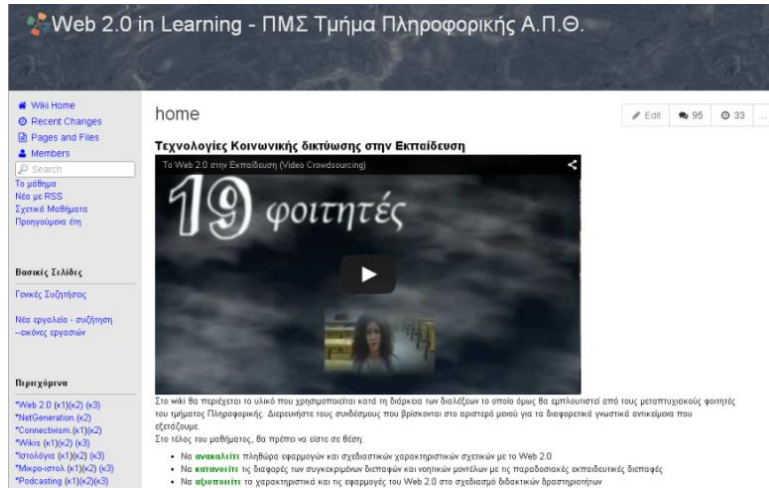 Web 2.0 in Learning - ΠΜΣ Τμήμα Πληροφορικής Α.Π.Θ.
Wiki Home
Recent Changes
Pages and Files
Members
Search
Το μάθημα
Νέα με RSS
Σχετικά Μαθήματα
Προηγούμενα έτη
Βασικές Σελίδες
Γενικές Συζητήσεις
Νέα εργαλεία - συζήτηση
--εικόνες εργασιών
Περιεχόμενα
*Web 2.0 (κ1)(κ2) (κ3)
*NetGeneration.(κ2)
*Connectivism.(κ1)(κ2)
*Wikis (κ1)(κ2) (κ3)
*Ιστολόγια (κ1)(κ2) (κ3)
*Μικρο-ιστολ.(κ1)(κ2) (κ3)
*Podcasting (κ1)(κ2)(κ3)
home
Edit
95
33
...
Τεχνολογίες Κοινωνικής δικτύωσης στην Εκπαίδευση
Το Web 2.0 στην Εκπαίδευση (Video Crowdsourcing)
19 φοιτητές
Στο wiki θα περιέχεται το υλικό που χρησιμοποιείται κατά τη διάρκεια των διαλέξεων το οποίο όμως θα εμπλουτιστεί από τους μεταπτυχιακούς φοιτητές
του τμήματος Πληροφορικής. Διερευνήστε τους συνδέσμους που βρίσκονται στο αριστερό μενού για τα διαφορετικά γνωστικά αντικείμενα που
εξετάζουμε.
Στο τέλος του μαθήματος, θα πρέπει να είστε σε θέση:
• Να ανακαλείτε πληθώρα εφαρμογών και σχεδιαστικών χαρακτηριστικών σχετικών με το Web 2.0
• Να κατανοείτε τις διαφορές των συγκεκριμένων διεπαφών και νοητικών μοντέλων με τις παραδοσιακές εκπαιδευτικές διεπαφές
• Να αξιοποιείτε τα χαρακτηριστικά και τις εφαρμογές του Web 2.0 στο σχεδιασμό διδακτικών δραστηριοτήτων